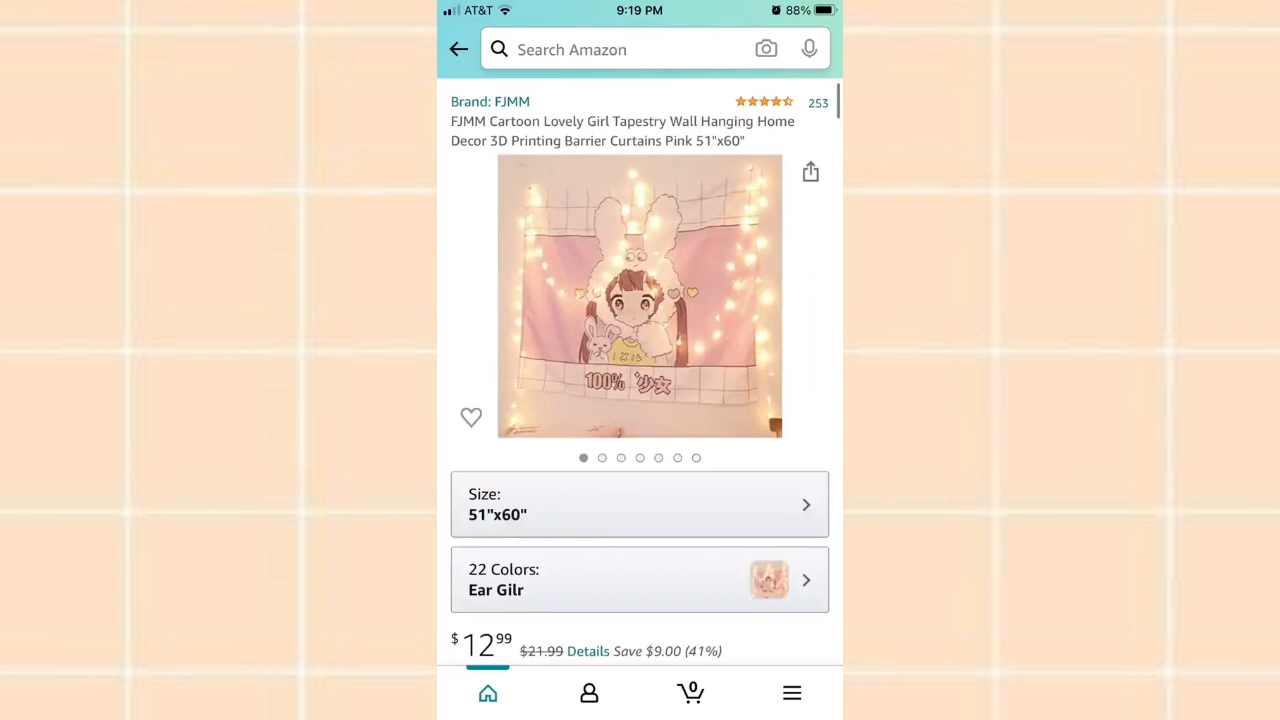 AT&T
9:19 PM
88%
Search Amazon
Brand: FJMM
253
FJMM Cartoon Lovely Girl Tapestry Wall Hanging Home
Decor 3D Printing Barrier Curtains Pink 51"x60"
100% 少女
Size:
51"x60"
22 Colors:
Ear Gilr
$12.99 $21.99 Details Save $9.00 (41%)
0